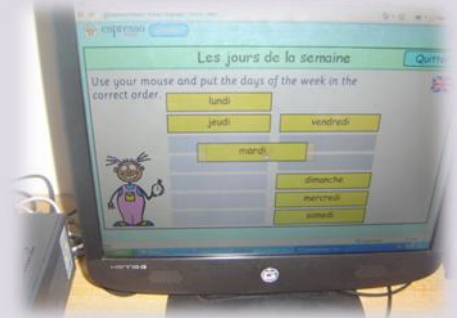 espresso
Les jours de la semaine
Quitter
Use your mouse and put the days of the week in the
correct order.
lundi
jeudi
vendredi
mardi
dimanche
mercredi
samedi